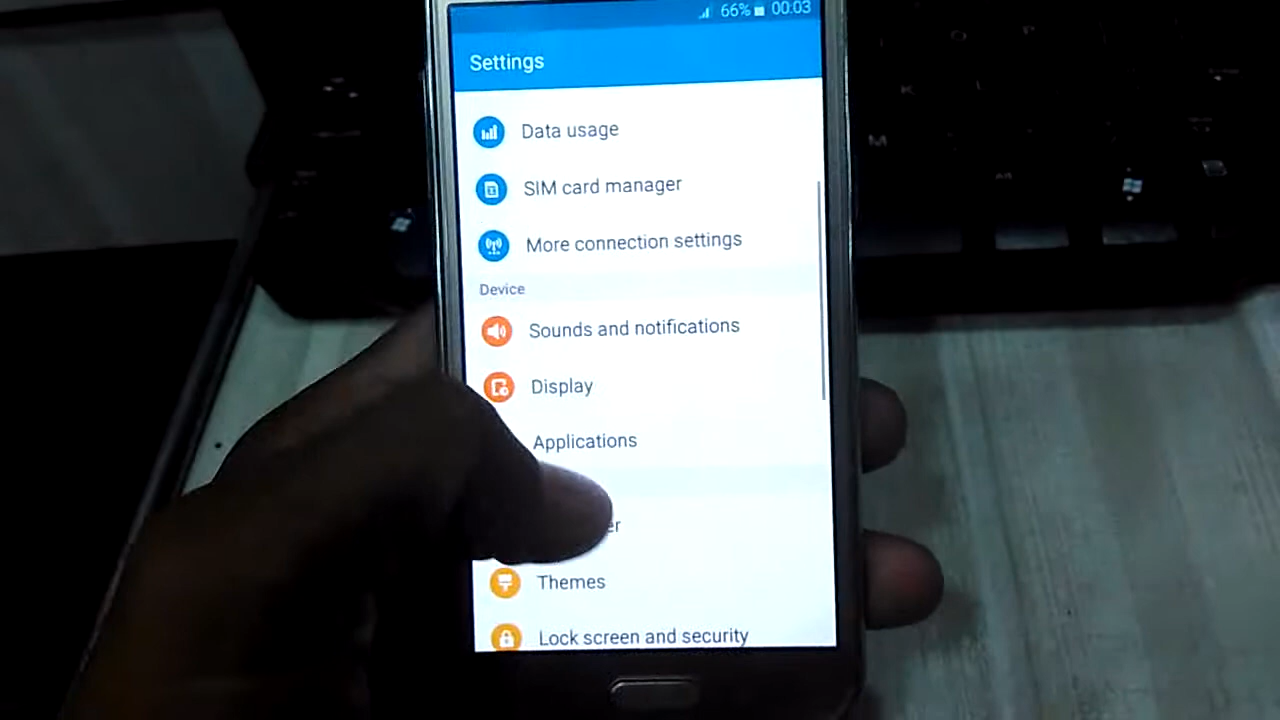 66% 00:03
Settings
Data usage
SIM card manager
More connection settings
Device
Sounds and notifications
Display
Applications
Themes
Lock screen and security
O P
K
M